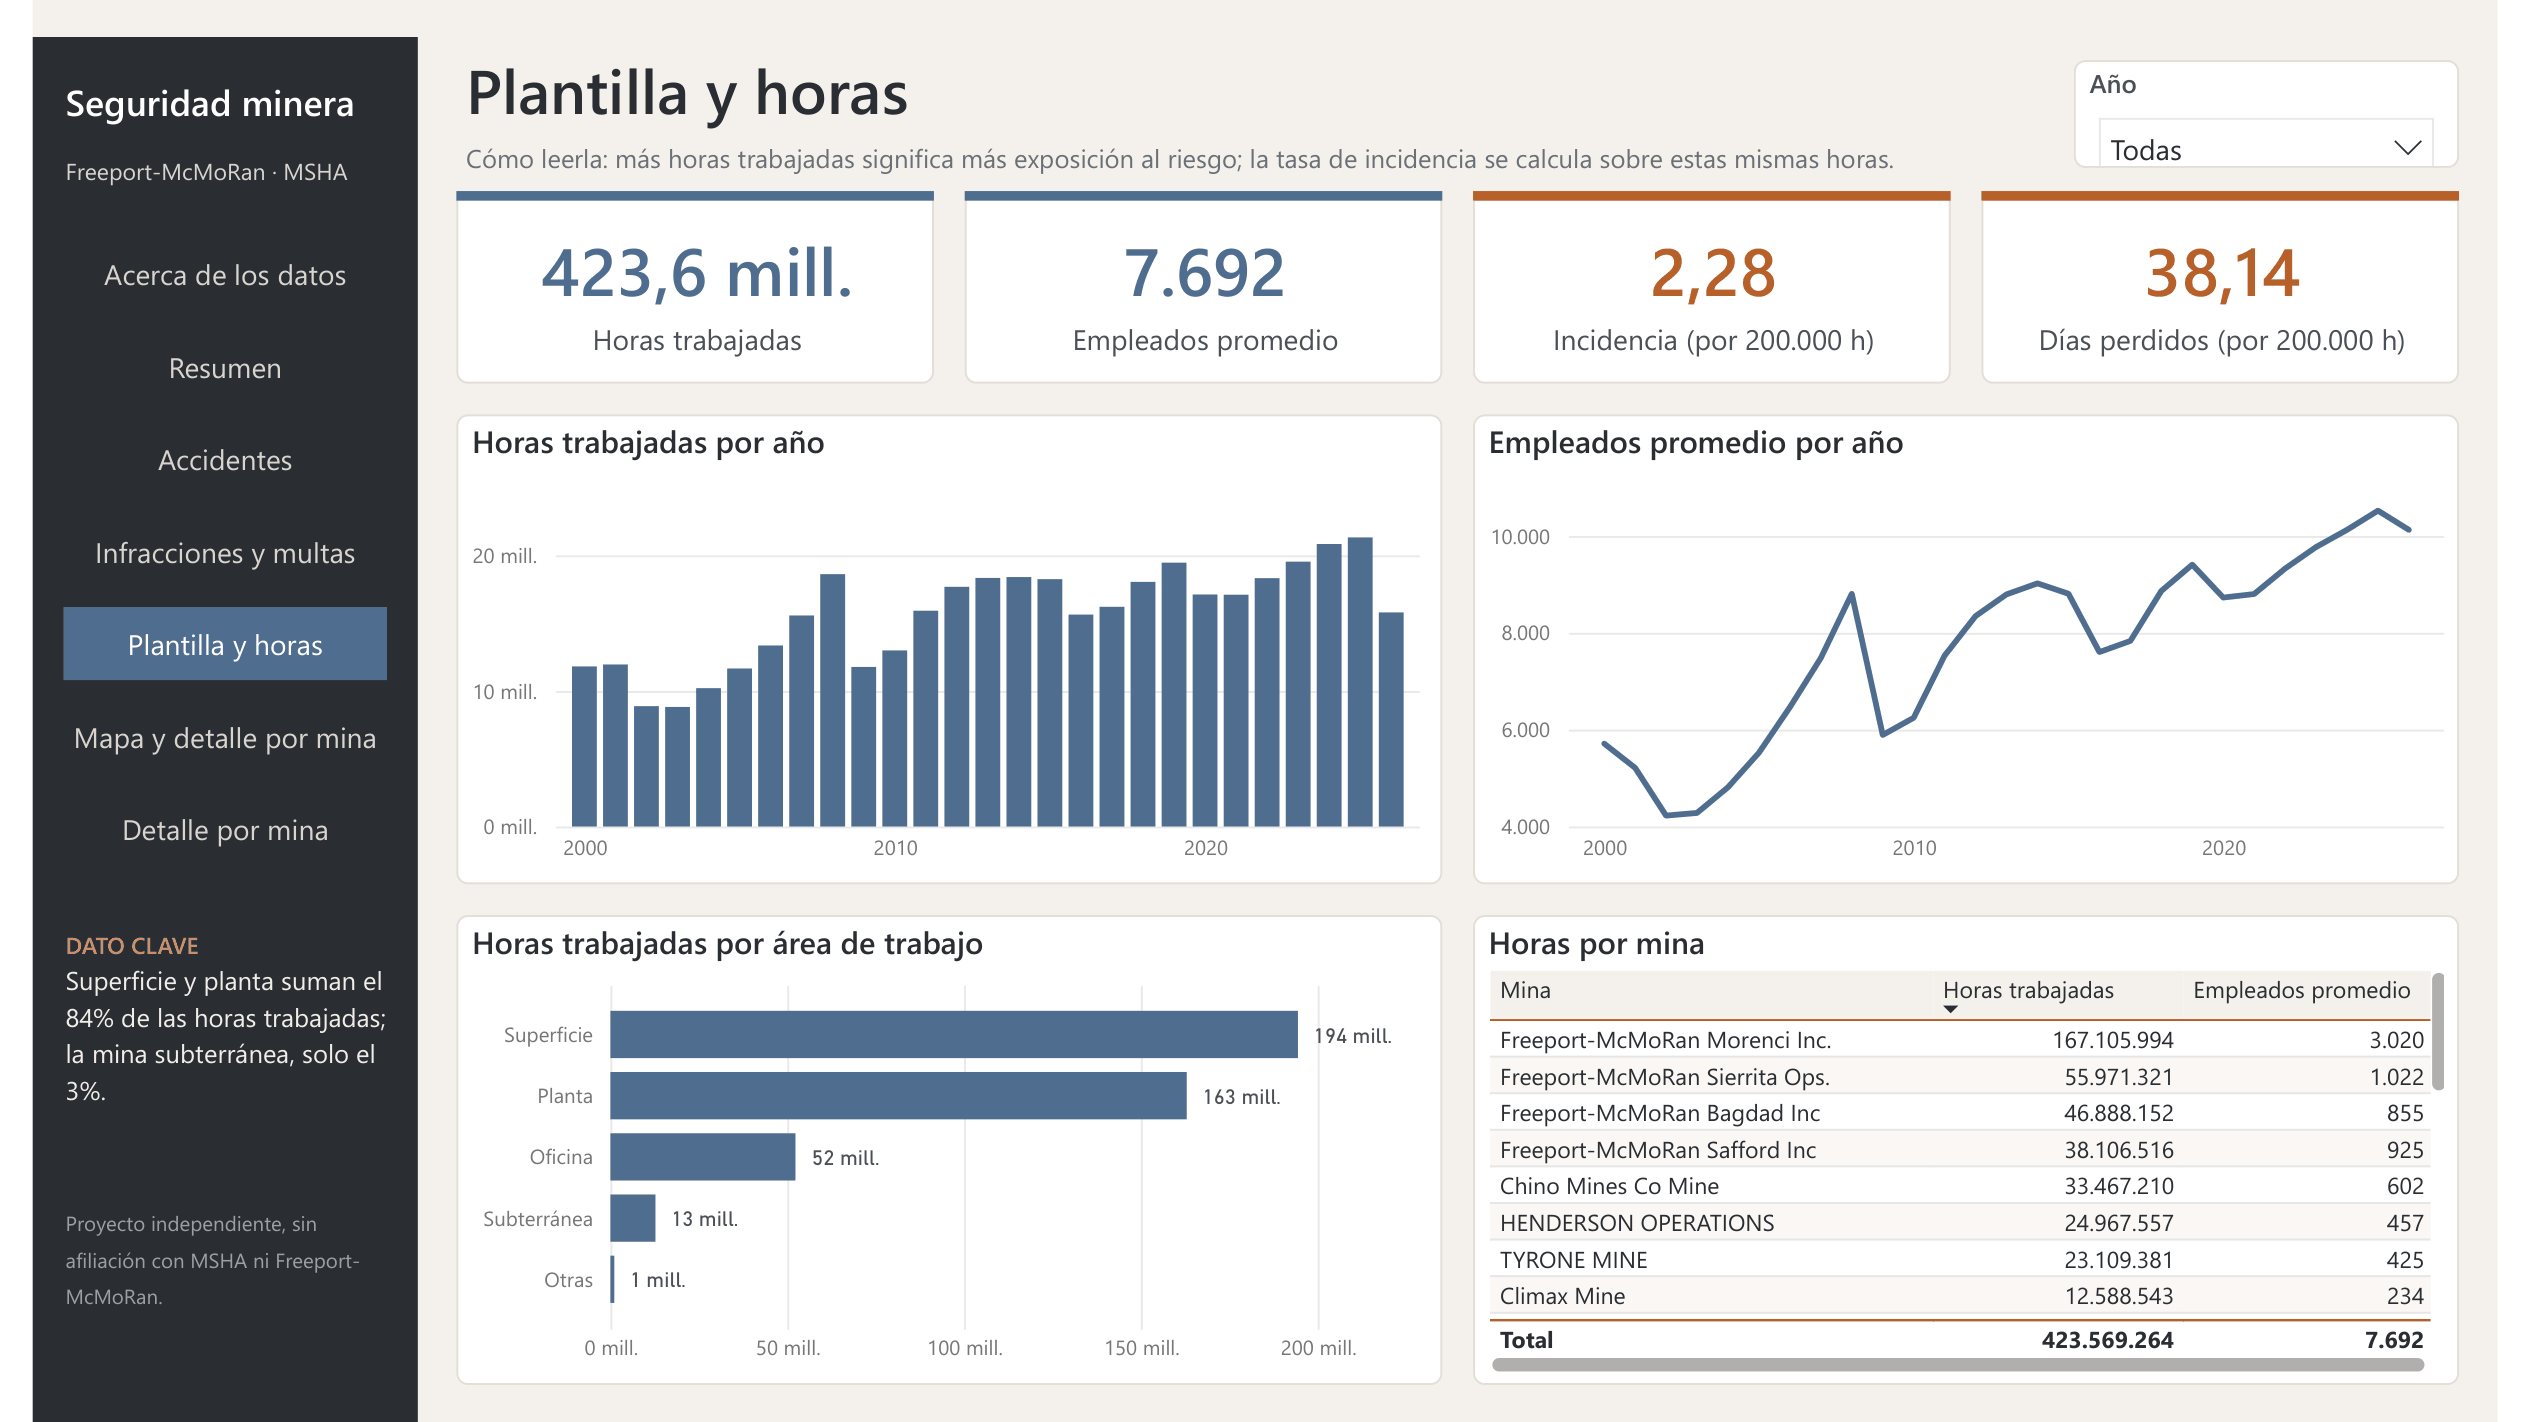 Seguridad minera
Freeport-McMoRan · MSHA
Acerca de los datos
Resumen
Accidentes
Infracciones y multas
Plantilla y horas
Mapa y detalle por mina
Detalle por mina
DATO CLAVE
Superficie y planta suman el
84% de las horas trabajadas;
la mina subterránea, solo el
3%.
Proyecto independiente, sin
afiliación con MSHA ni Freeport-
McMoRan.
Plantilla y horas
Cómo leerla: más horas trabajadas significa más exposición al riesgo; la tasa de incidencia se calcula sobre estas mismas horas.
Año
Todas
423,6 mill.
Horas trabajadas
7.692
Empleados promedio
2,28
Incidencia (por 200.000 h)
38,14
Días perdidos (por 200.000 h)
Horas trabajadas por año
20 mill.
10 mill.
0 mill.
2000 2010 2020
Empleados promedio por año
10.000
8.000
6.000
4.000
2000 2010 2020
Horas trabajadas por área de trabajo
Superficie 194 mill.
Planta 163 mill.
Oficina 52 mill.
Subterránea 13 mill.
Otras 1 mill.
0 mill. 50 mill. 100 mill. 150 mill. 200 mill.
Horas por mina
Mina Horas trabajadas Empleados promedio
Freeport-McMoRan Morenci Inc. 167.105.994 3.020
Freeport-McMoRan Sierrita Ops. 55.971.321 1.022
Freeport-McMoRan Bagdad Inc 46.888.152 855
Freeport-McMoRan Safford Inc 38.106.516 925
Chino Mines Co Mine 33.467.210 602
HENDERSON OPERATIONS 24.967.557 457
TYRONE MINE 23.109.381 425
Climax Mine 12.588.543 234
Total 423.569.264 7.692